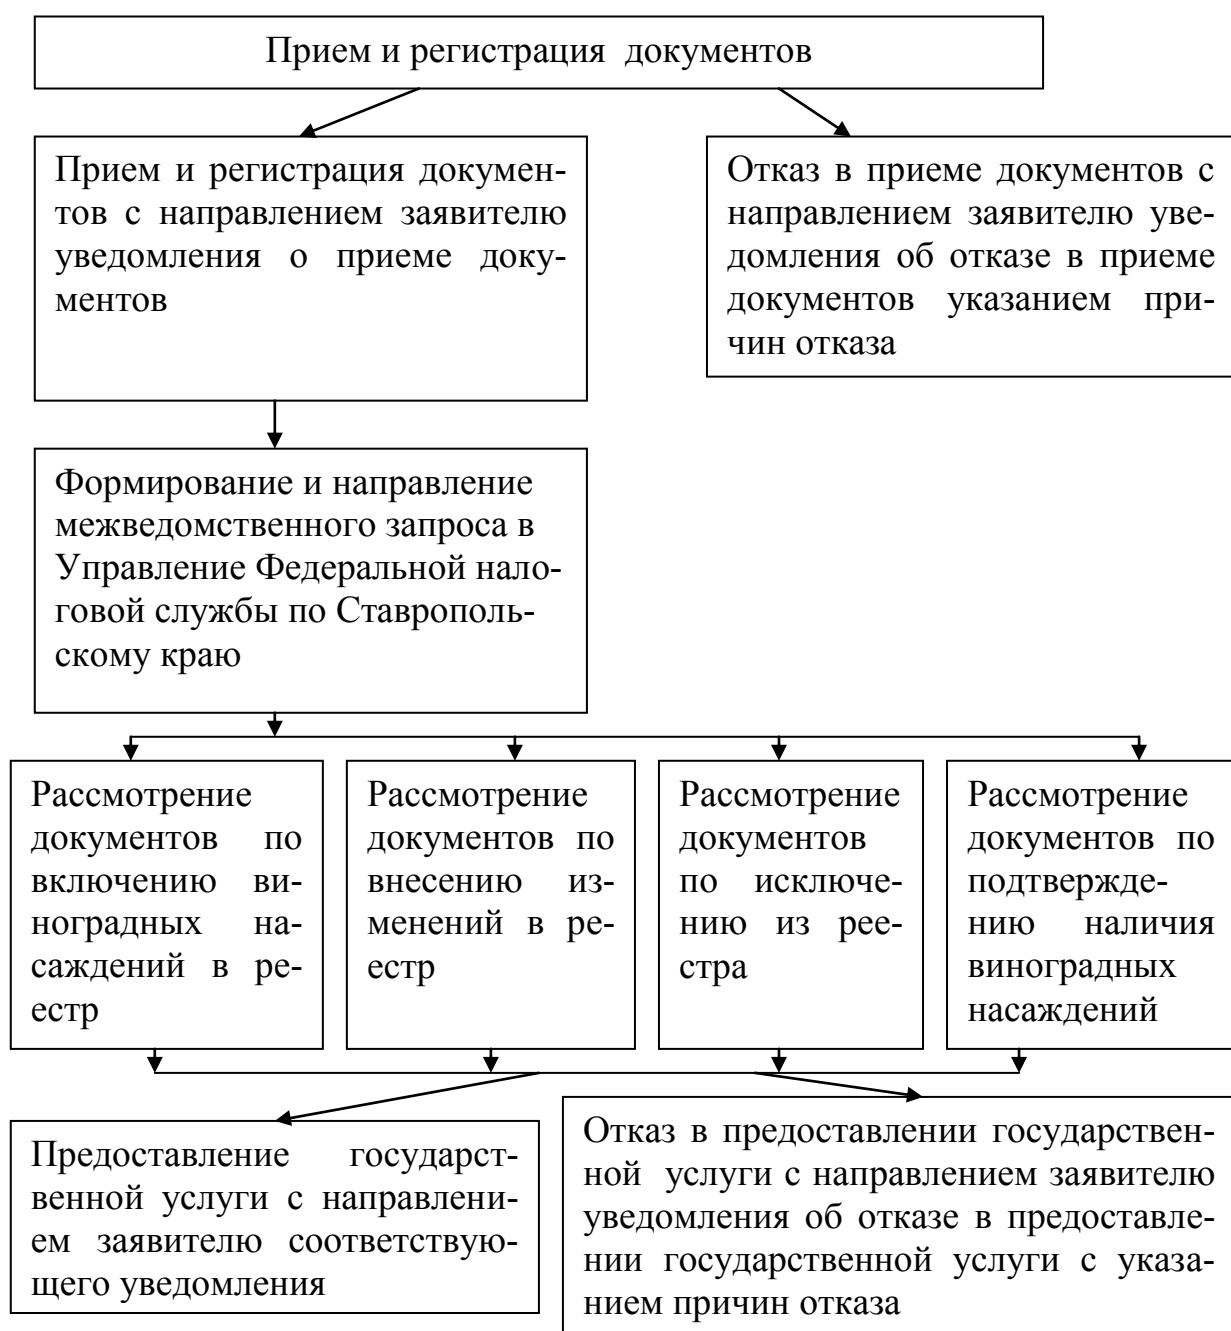 Прием и регистрация документов
Прием и регистрация докумен-
тов с направлением заявителю
уведомления о приеме доку-
ментов
Отказ в приеме документов с
направлением заявителю уве-
домления об отказе в приеме
документов указанием при-
чин отказа
Формирование и направление
межведомственного запроса в
Управление Федеральной нало-
говой службы по Ставрополь-
скому краю
Рассмотрение
документов по
включению ви-
ноградных на-
саждений в ре-
естр
Рассмотрение
документов по
внесению из-
менений в ре-
естр
Рассмотрение
документов
по исключе-
нию из рее-
стра
Рассмотрение
документов по
подтвержде-
нию наличия
виноградных
насаждений
Предоставление государст-
венной услуги с направлени-
ем заявителю соответствую-
щего уведомления
Отказ в предоставлении государствен-
ной услуги с направлением заявителю
уведомления об отказе в предоставле-
нии государственной услуги с указа-
нием причин отказа